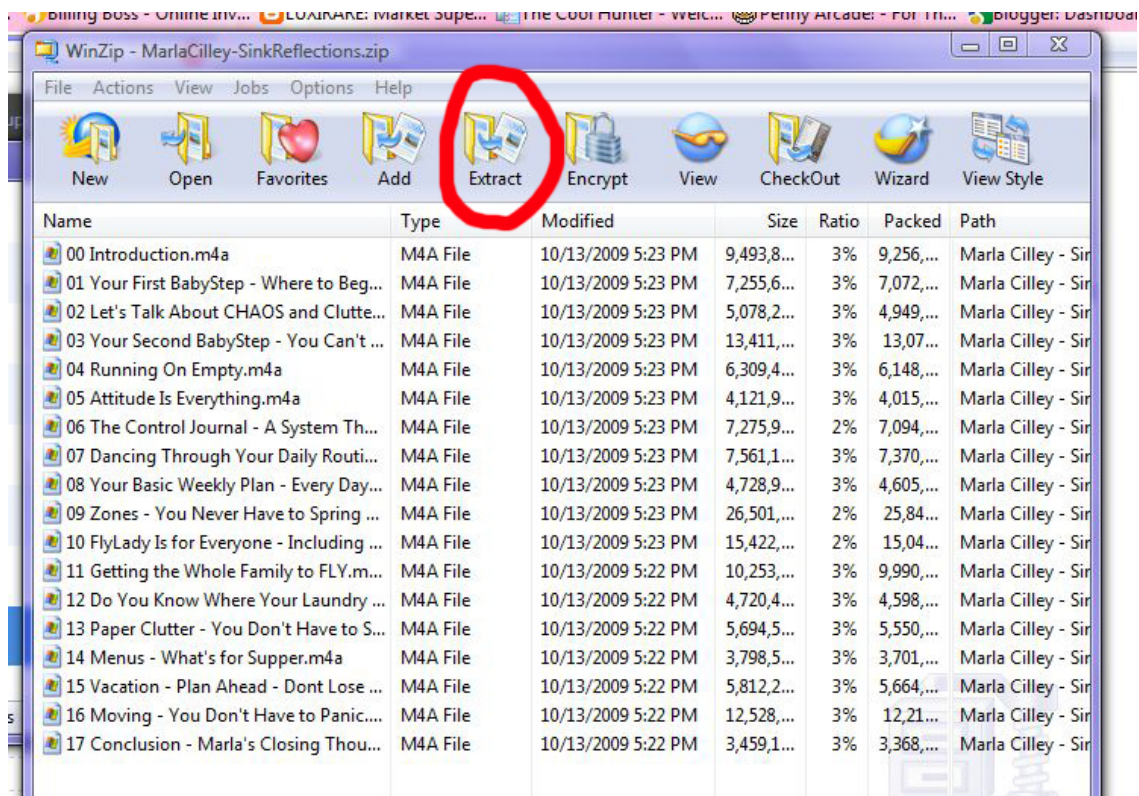 Billing Boss - Online Inv... LUXIRARE: Market Supe... The Cool Hunter - Welc... Penny Arcade! - For Th... Blogger: Dashboar
WinZip - MarlaCilley-SinkReflections.zip
File Actions View Jobs Options Help
New Open Favorites Add Extract Encrypt View CheckOut Wizard View Style
Name Type Modified Size Ratio Packed Path
00 Introduction.m4a M4A File 10/13/2009 5:23 PM 9,493,8... 3% 9,256,... Marla Cilley - Sir
01 Your First BabyStep - Where to Beg... M4A File 10/13/2009 5:23 PM 7,255,6... 3% 7,072,... Marla Cilley - Sir
02 Let's Talk About CHAOS and Clutte... M4A File 10/13/2009 5:23 PM 5,078,2... 3% 4,949,... Marla Cilley - Sir
03 Your Second BabyStep - You Can't ... M4A File 10/13/2009 5:23 PM 13,411,... 3% 13,07... Marla Cilley - Sir
04 Running On Empty.m4a M4A File 10/13/2009 5:23 PM 6,309,4... 3% 6,148,... Marla Cilley - Sir
05 Attitude Is Everything.m4a M4A File 10/13/2009 5:23 PM 4,121,9... 3% 4,015,... Marla Cilley - Sir
06 The Control Journal - A System Th... M4A File 10/13/2009 5:23 PM 7,275,9... 2% 7,094,... Marla Cilley - Sir
07 Dancing Through Your Daily Routi... M4A File 10/13/2009 5:23 PM 7,561,1... 3% 7,370,... Marla Cilley - Sir
08 Your Basic Weekly Plan - Every Day... M4A File 10/13/2009 5:23 PM 4,728,9... 3% 4,605,... Marla Cilley - Sir
09 Zones - You Never Have to Spring ... M4A File 10/13/2009 5:23 PM 26,501,... 2% 25,84... Marla Cilley - Sir
10 FlyLady Is for Everyone - Including ... M4A File 10/13/2009 5:23 PM 15,422,... 2% 15,04... Marla Cilley - Sir
11 Getting the Whole Family to FLY.m... M4A File 10/13/2009 5:22 PM 10,253,... 3% 9,990,... Marla Cilley - Sir
12 Do You Know Where Your Laundry ... M4A File 10/13/2009 5:22 PM 4,720,4... 3% 4,598,... Marla Cilley - Sir
13 Paper Clutter - You Don't Have to S... M4A File 10/13/2009 5:22 PM 5,694,5... 3% 5,550,... Marla Cilley - Sir
14 Menus - What's for Supper.m4a M4A File 10/13/2009 5:22 PM 3,798,5... 3% 3,701,... Marla Cilley - Sir
15 Vacation - Plan Ahead - Dont Lose ... M4A File 10/13/2009 5:22 PM 5,812,2... 3% 5,664,... Marla Cilley - Sir
16 Moving - You Don't Have to Panic.... M4A File 10/13/2009 5:22 PM 12,528,... 3% 12,21... Marla Cilley - Sir
17 Conclusion - Marla's Closing Thou... M4A File 10/13/2009 5:22 PM 3,459,1... 3% 3,368,... Marla Cilley - Sir